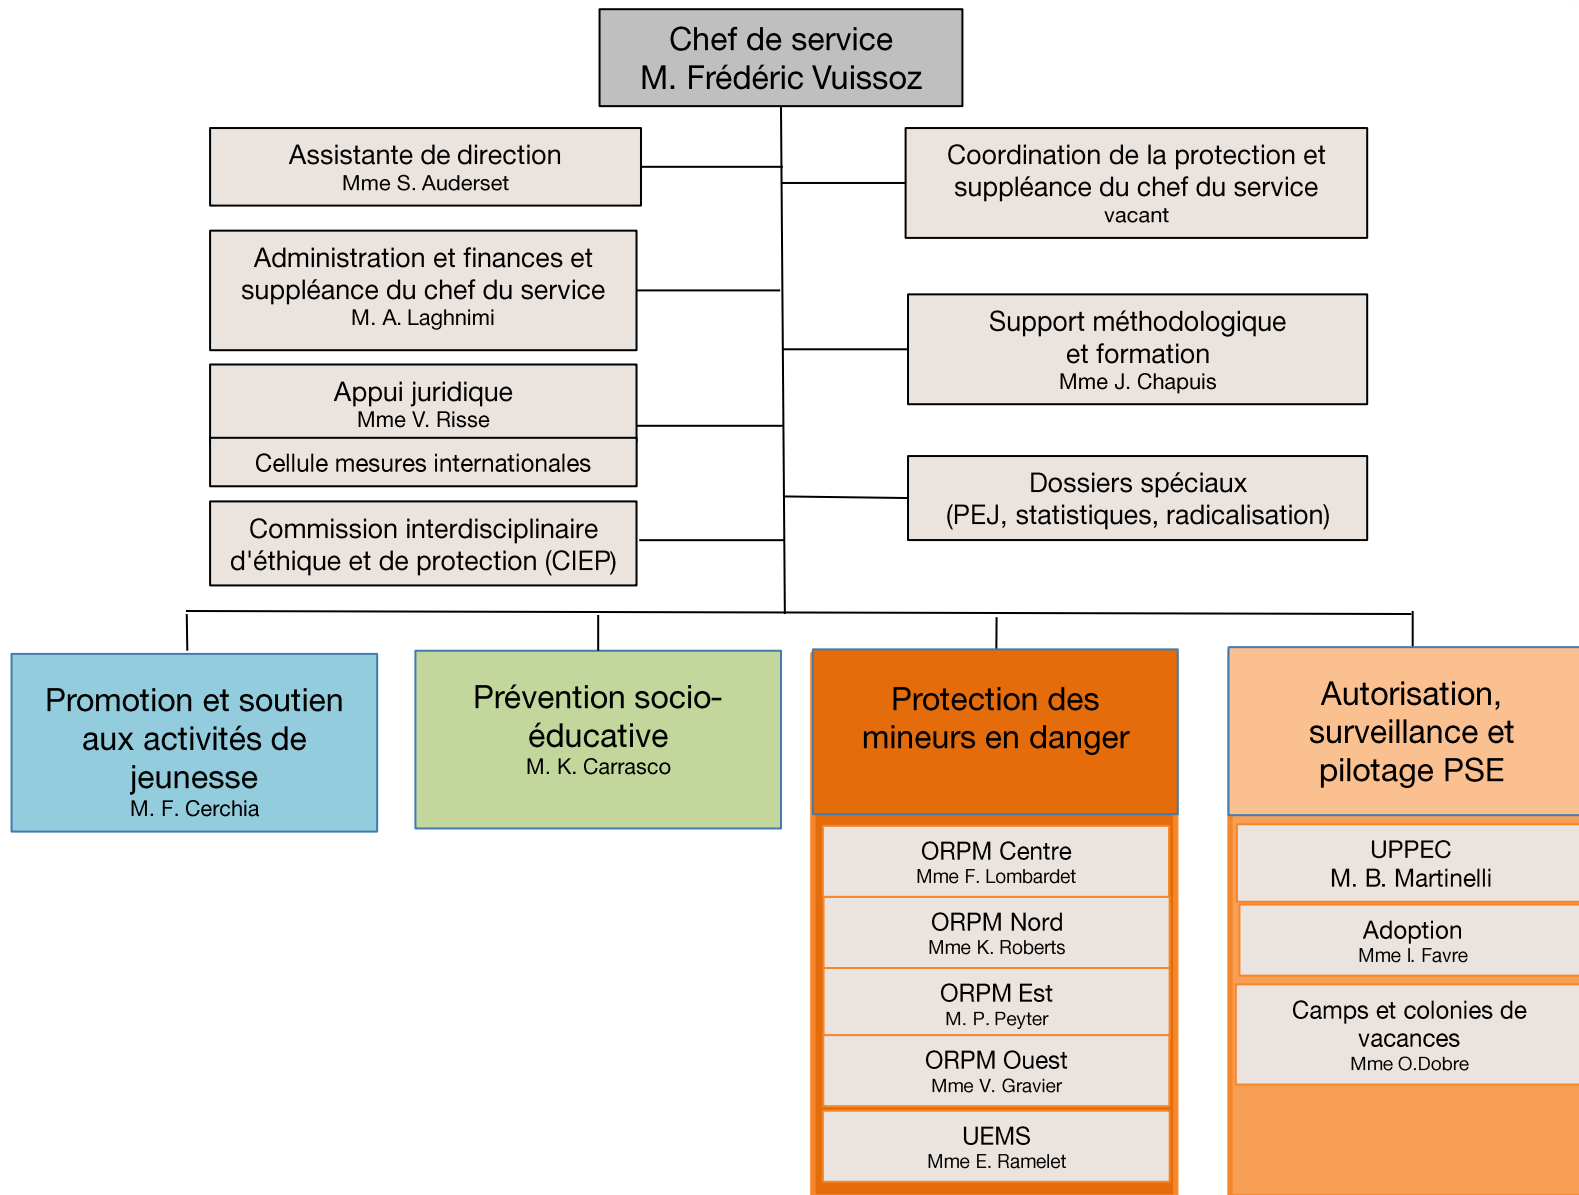 Chef de service
M. Frédéric Vuissoz
Assistante de direction
Mme S. Auderset
Coordination de la protection et
suppléance du chef du service
vacant
Administration et finances et
suppléance du chef du service
M. A. Laghnimi
Support méthodologique
et formation
Mme J. Chapuis
Appui juridique
Mme V. Risse
Cellule mesures internationales
Dossiers spéciaux
(PEJ, statistiques, radicalisation)
Commission interdisciplinaire
d'éthique et de protection (CIEP)
Promotion et soutien
aux activités de
jeunesse
M. F. Cerchia
Prévention socio-
éducative
M. K. Carrasco
Protection des
mineurs en danger
ORPM Centre
Mme F. Lombardet
ORPM Nord
Mme K. Roberts
ORPM Est
M. P. Peyter
ORPM Ouest
Mme V. Gravier
UEMS
Mme E. Ramelet
Autorisation,
surveillance et
pilotage PSE
UPPEC
M. B. Martinelli
Adoption
Mme I. Favre
Camps et colonies de
vacances
Mme O.Dobre